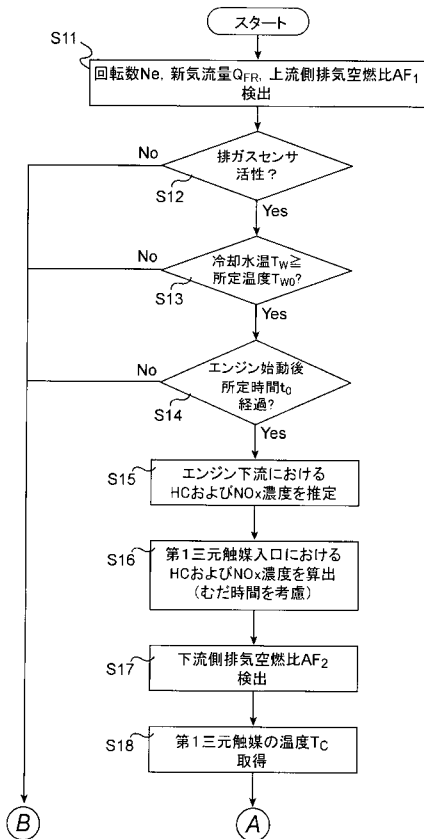 スタート
S11
回転数Ne, 新気流量QFR, 上流側排気空燃比AF1
検出
No
排ガスセンサ
活性?
S12
Yes
No
冷却水温TW≧
所定温度TW0?
S13
Yes
No
エンジン始動後
所定時間t0
経過?
S14
Yes
S15
エンジン下流における
HCおよびNOx濃度を推定
S16
第1三元触媒入口における
HCおよびNOx濃度を算出
(むだ時間を考慮)
S17
下流側排気空燃比AF2
検出
S18
第1三元触媒の温度TC
取得
B
A